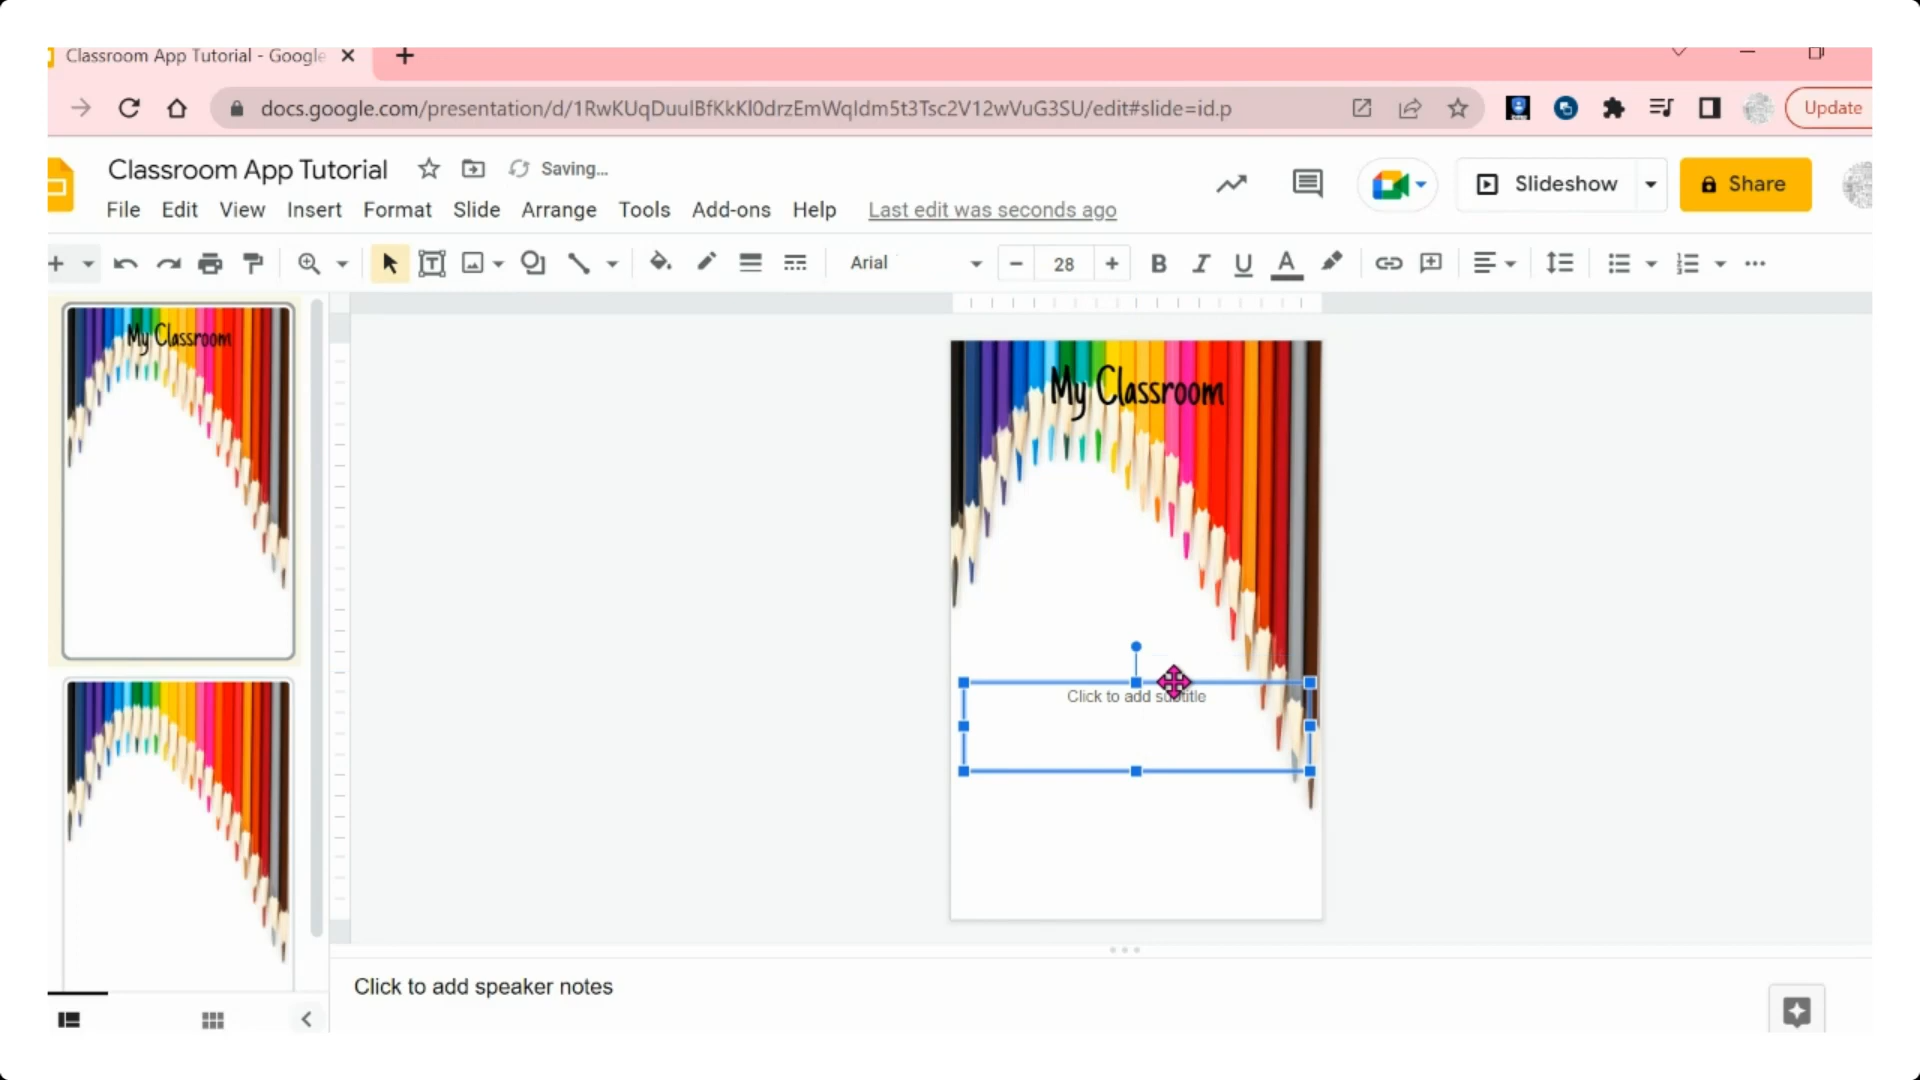 Classroom App Tutorial - Google
docs.google.com/presentation/d/1RwKUqDuulBfKkKl0drzEmWqIdm5t3Tsc2V12wVuG3SU/edit#slide=id.p
Update
Classroom App Tutorial
Saving...
Slideshow
Share
File Edit View Insert Format Slide Arrange Tools Add-ons Help Last edit was seconds ago
Arial
28
B I U A
My Classroom
My Classroom
Click to add subtitle
Click to add speaker notes